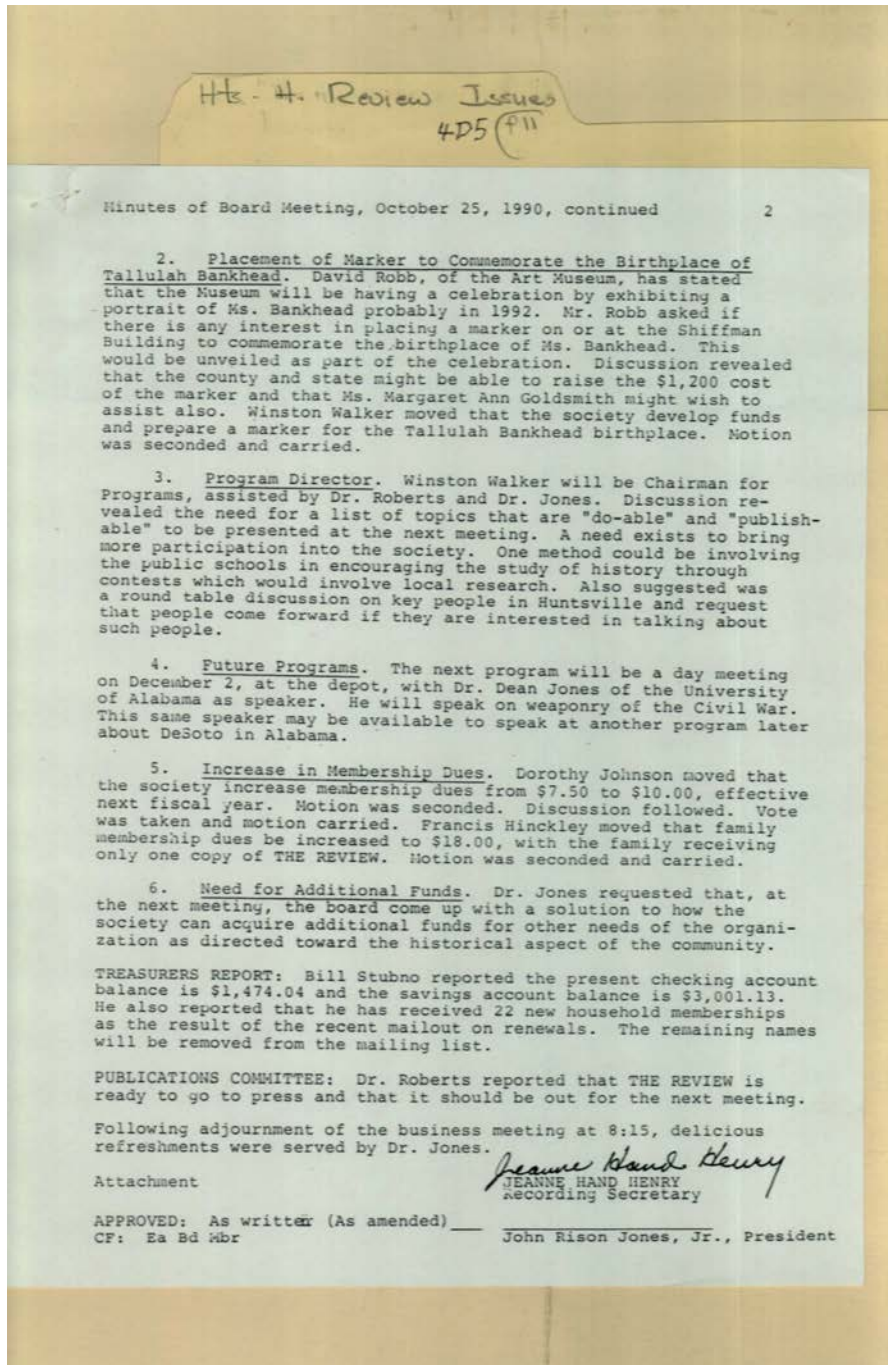 Hts - H. Review Issues
4D5 f11
Minutes of Board Meeting, October 25, 1990, continued 2
2. Placement of Marker to Commemorate the Birthplace of
Tallulah Bankhead. David Robb, of the Art Museum, has stated
that the Museum will be having a celebration by exhibiting a
portrait of Ms. Bankhead probably in 1992. Mr. Robb asked if
there is any interest in placing a marker on or at the Shiffman
Building to commemorate the birthplace of Ms. Bankhead. This
would be unveiled as part of the celebration. Discussion revealed
that the county and state might be able to raise the $1,200 cost
of the marker and that Ms. Margaret Ann Goldsmith might wish to
assist also. Winston Walker moved that the society develop funds
and prepare a marker for the Tallulah Bankhead birthplace. Motion
was seconded and carried.
3. Program Director. Winston Walker will be Chairman for
Programs, assisted by Dr. Roberts and Dr. Jones. Discussion re-
vealed the need for a list of topics that are "do-able" and "publish-
able" to be presented at the next meeting. A need exists to bring
more participation into the society. One method could be involving
the public schools in encouraging the study of history through
contests which would involve local research. Also suggested was
a round table discussion on key people in Huntsville and request
that people come forward if they are interested in talking about
such people.
4. Future Programs. The next program will be a day meeting
on December 2, at the depot, with Dr. Dean Jones of the University
of Alabama as speaker. He will speak on weaponry of the Civil War.
This same speaker may be available to speak at another program later
about DeSoto in Alabama.
5. Increase in Membership Dues. Dorothy Johnson moved that
the society increase membership dues from $7.50 to $10.00, effective
next fiscal year. Motion was seconded. Discussion followed. Vote
was taken and motion carried. Francis Hinckley moved that family
membership dues be increased to $18.00, with the family receiving
only one copy of THE REVIEW. Motion was seconded and carried.
6. Need for Additional Funds. Dr. Jones requested that, at
the next meeting, the board come up with a solution to how the
society can acquire additional funds for other needs of the organi-
zation as directed toward the historical aspect of the community.
TREASURERS REPORT: Bill Stubno reported the present checking account
balance is $1,474.04 and the savings account balance is $3,001.13.
He also reported that he has received 22 new household memberships
as the result of the recent mailout on renewals. The remaining names
will be removed from the mailing list.
PUBLICATIONS COMMITTEE: Dr. Roberts reported that THE REVIEW is
ready to go to press and that it should be out for the next meeting.
Following adjournment of the business meeting at 8:15, delicious
refreshments were served by Dr. Jones.
Jeanne Hand Henry
Attachment JEANNE HAND HENRY
Recording Secretary
APPROVED: As written (As amended)___ _______________
CF: Ea Bd Mbr John Rison Jones, Jr., President